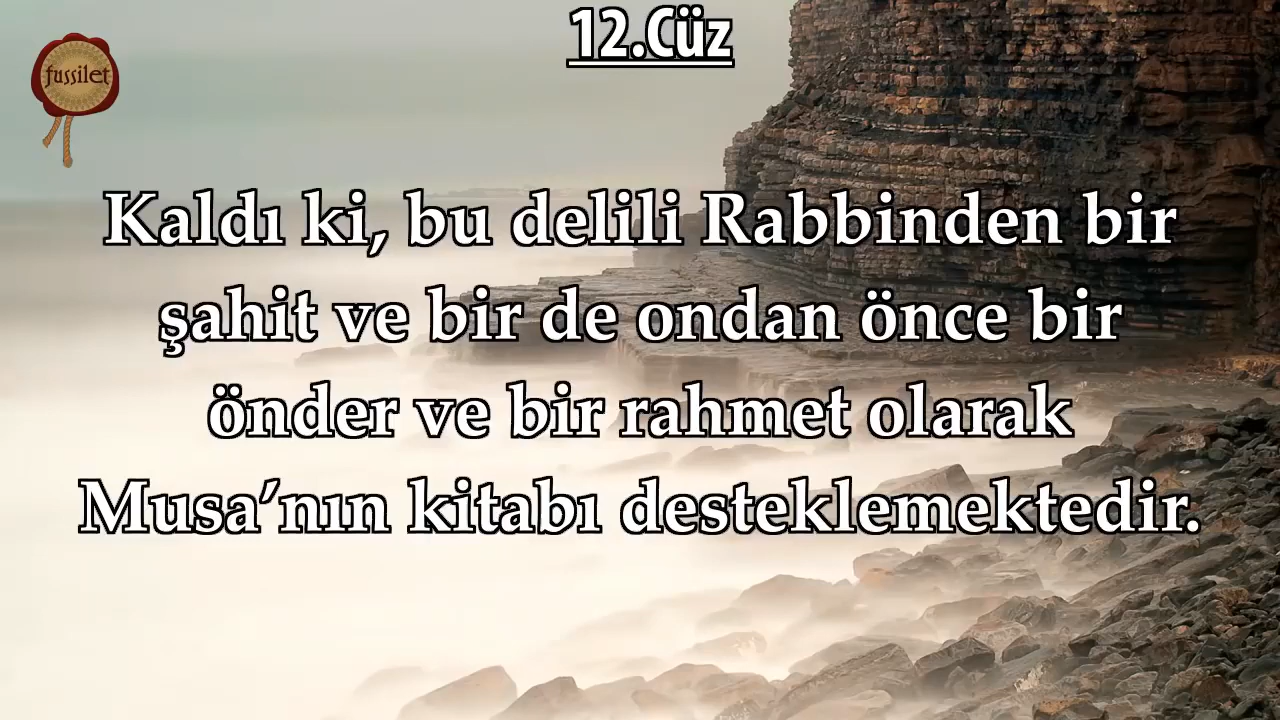 12.Cüz
fussilet
Kaldı ki, bu delili Rabbinden bir
şahit ve bir de ondan önce bir
önder ve bir rahmet olarak
Musa’nın kitabı desteklemektedir.